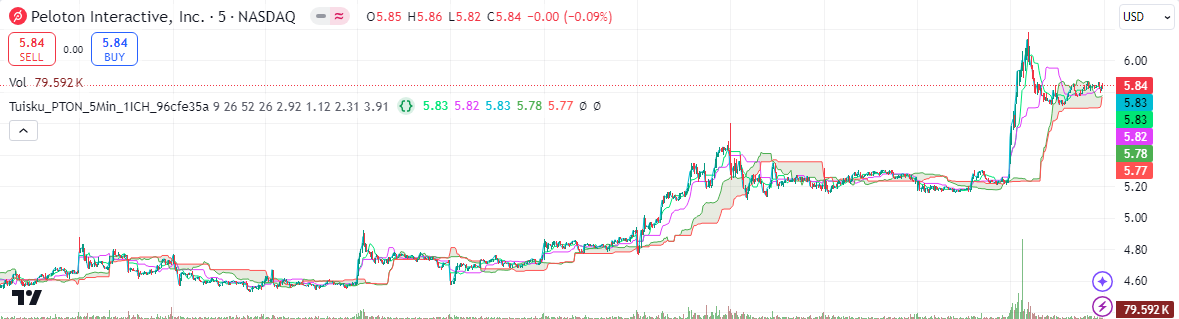 Peloton Interactive, Inc. · 5 · NASDAQ O5.85 H5.86 L5.82 C5.84 −0.00 (−0.09%) USD
5.84 SELL 0.00 5.84 BUY
Vol 79.592 K
Tuisku_PTON_5Min_1ICH_96cfe35a 9 26 52 26 2.92 1.12 2.31 3.91 5.83 5.82 5.83 5.78 5.77 Ø Ø
6.00
5.84
5.83
5.83
5.82
5.78
5.77
5.20
5.00
4.80
4.60
79.592 K